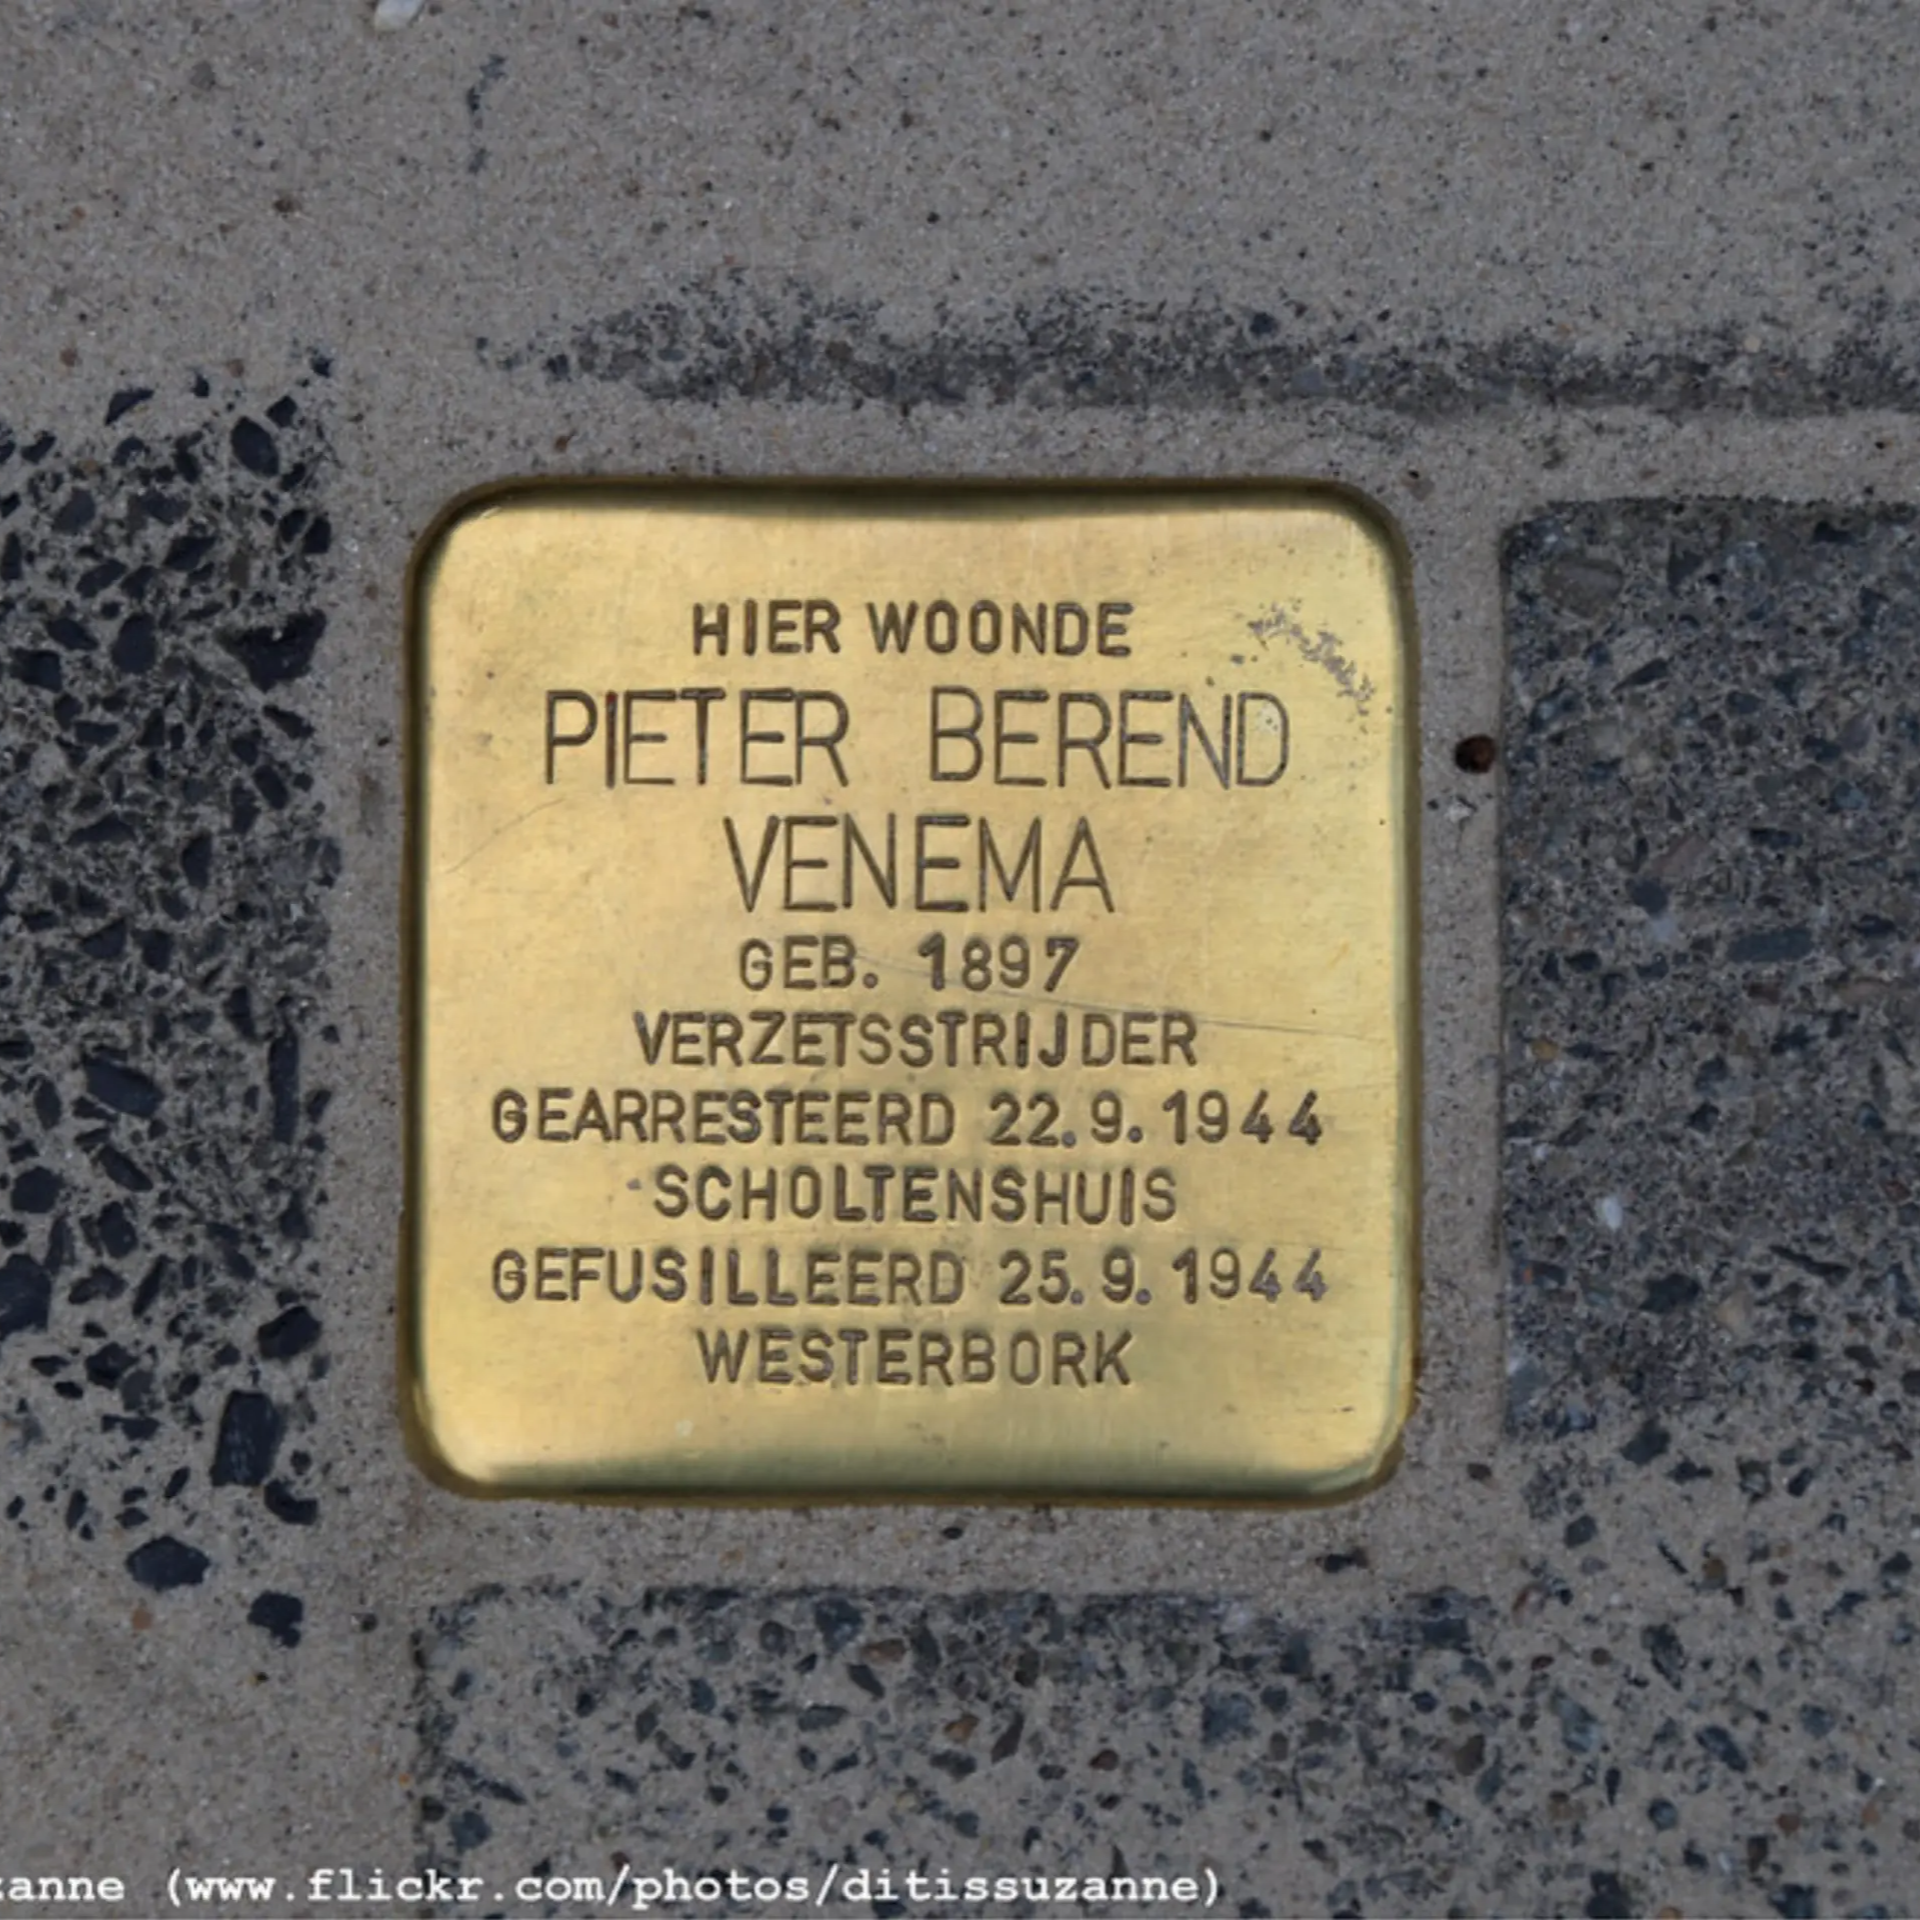 HIER WOONDE
PIETER BEREND
VENEMA
GEB. 1897
VERZETSSTRIJDER
GEARRESTEERD 22.9.1944
SCHOLTENSHUIS
GEFUSILLEERD 25.9.1944
WESTERBORK
zanne (www.flickr.com/photos/ditissuzanne)